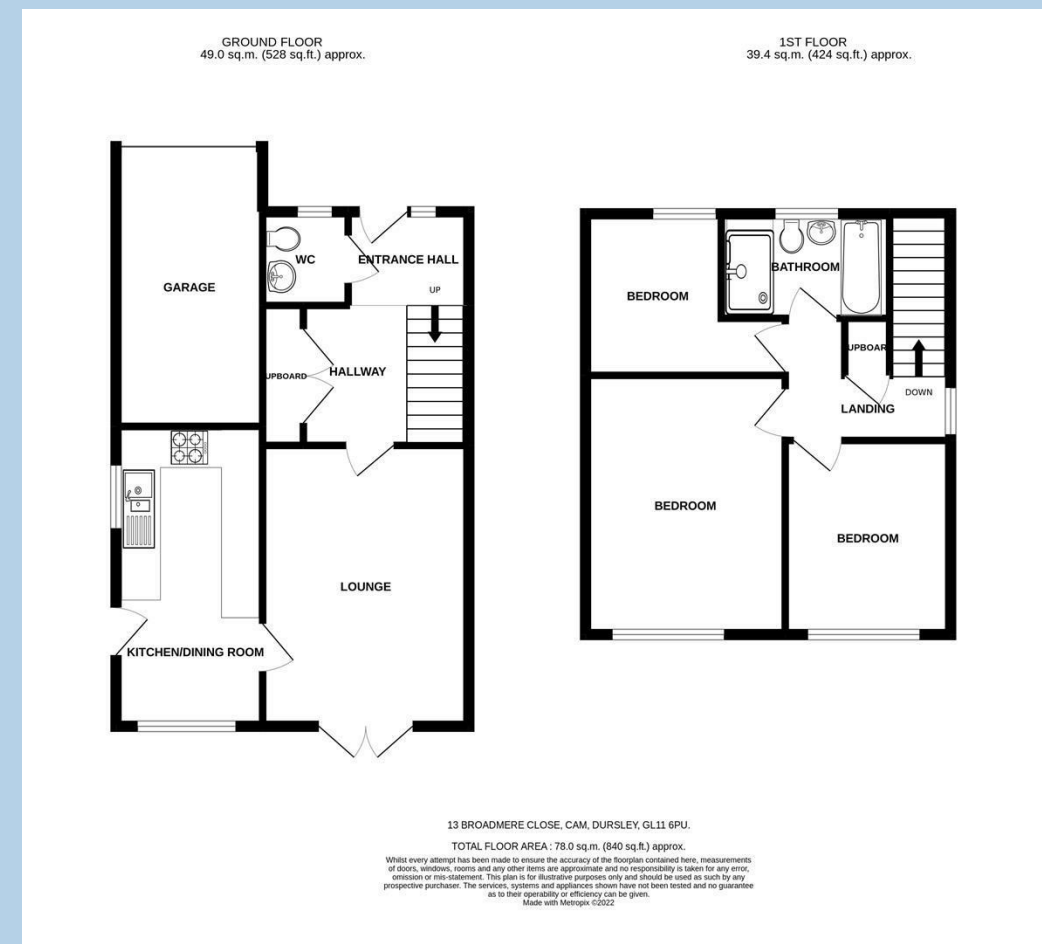 GROUND FLOOR
49.0 sq.m. (528 sq.ft.) approx.
1ST FLOOR
39.4 sq.m. (424 sq.ft.) approx.
GARAGE
WC
ENTRANCE HALL
UP
UPBOARD
HALLWAY
LOUNGE
KITCHEN/DINING ROOM
BEDROOM
BATHROOM
UPBOAR
DOWN
LANDING
BEDROOM
BEDROOM
13 BROADMERE CLOSE, CAM, DURSLEY, GL11 6PU.
TOTAL FLOOR AREA : 78.0 sq.m. (840 sq.ft.) approx.
Whilst every attempt has been made to ensure the accuracy of the floorplan contained here, measurements
of doors, windows, rooms and any other items are approximate and no responsibility is taken for any error,
omission or mis-statement. This plan is for illustrative purposes only and should be used as such by any
prospective purchaser. The services, systems and appliances shown have not been tested and no guarantee
as to their operability or efficiency can be given.
Made with Metropix ©2022